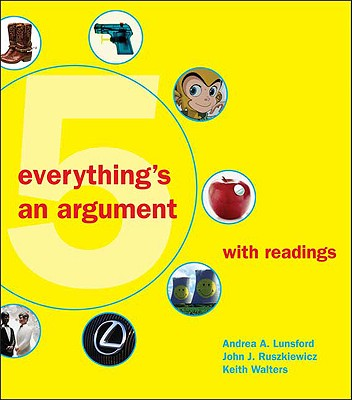 5
everything's
an argument
with readings
Andrea A. Lunsford
John J. Ruszkiewicz
Keith Walters